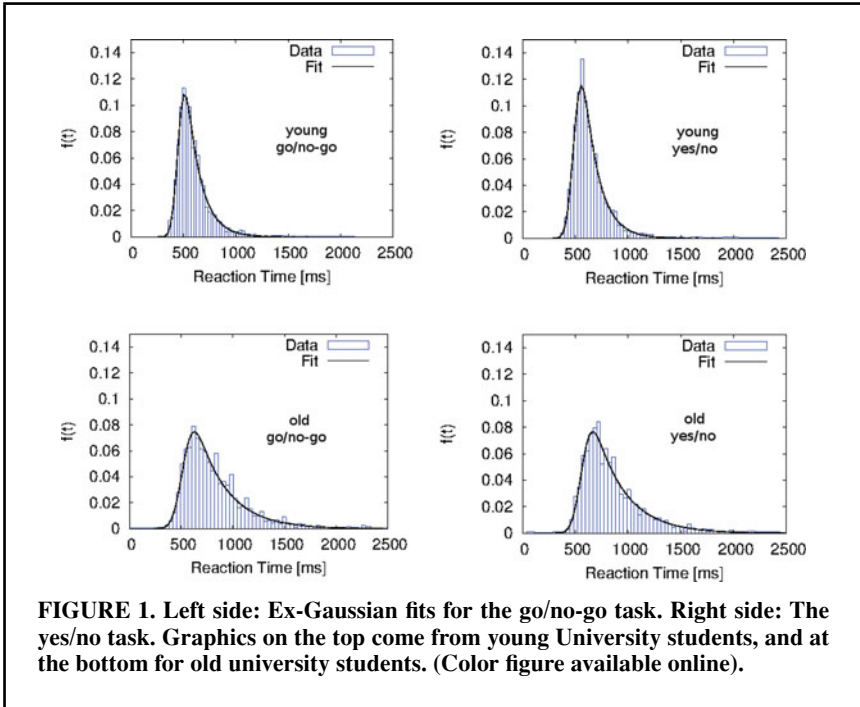 Data
Fit
0.14
0.12
0.1
0.08
0.06
0.04
0.02
0
f(t)
young
go/no-go
0 500 1000 1500 2000 2500
Reaction Time [ms]
Data
Fit
0.14
0.12
0.1
0.08
0.06
0.04
0.02
0
f(t)
young
yes/no
0 500 1000 1500 2000 2500
Reaction Time [ms]
Data
Fit
0.14
0.12
0.1
0.08
0.06
0.04
0.02
0
f(t)
old
go/no-go
0 500 1000 1500 2000 2500
Reaction Time [ms]
Data
Fit
0.14
0.12
0.1
0.08
0.06
0.04
0.02
0
f(t)
old
yes/no
0 500 1000 1500 2000 2500
Reaction Time [ms]
FIGURE 1. Left side: Ex-Gaussian fits for the go/no-go task. Right side: The
yes/no task. Graphics on the top come from young University students, and at
the bottom for old university students. (Color figure available online).